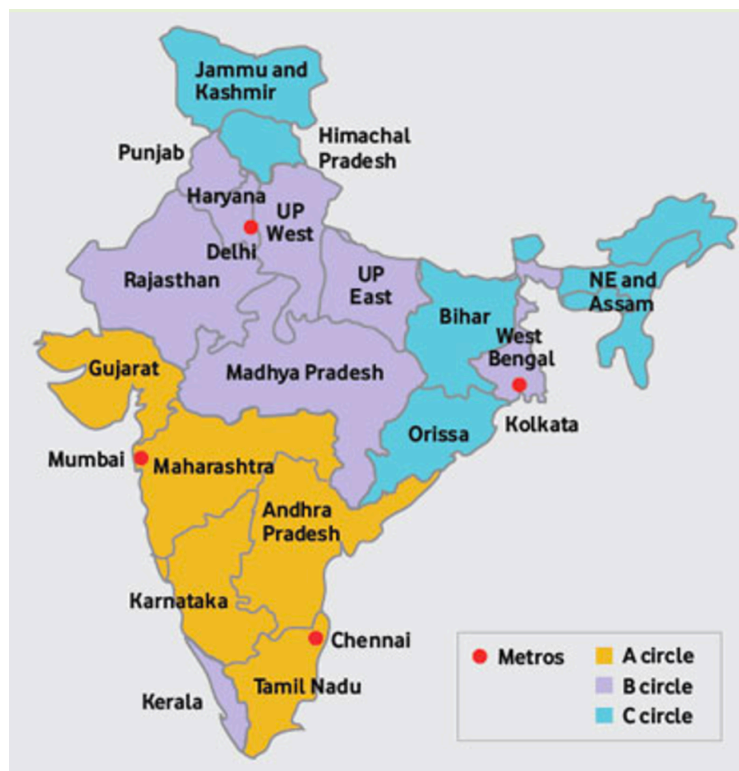 Jammu and
Kashmir
Himachal
Pradesh
Punjab
Haryana
UP
West
Delhi
Rajasthan
UP
East
NE and
Assam
Bihar
West
Bengal
Gujarat
Madhya Pradesh
Kolkata
Orissa
Mumbai
Maharashtra
Andhra
Pradesh
Karnataka
Chennai
Tamil Nadu
Kerala
Metros
A circle
B circle
C circle